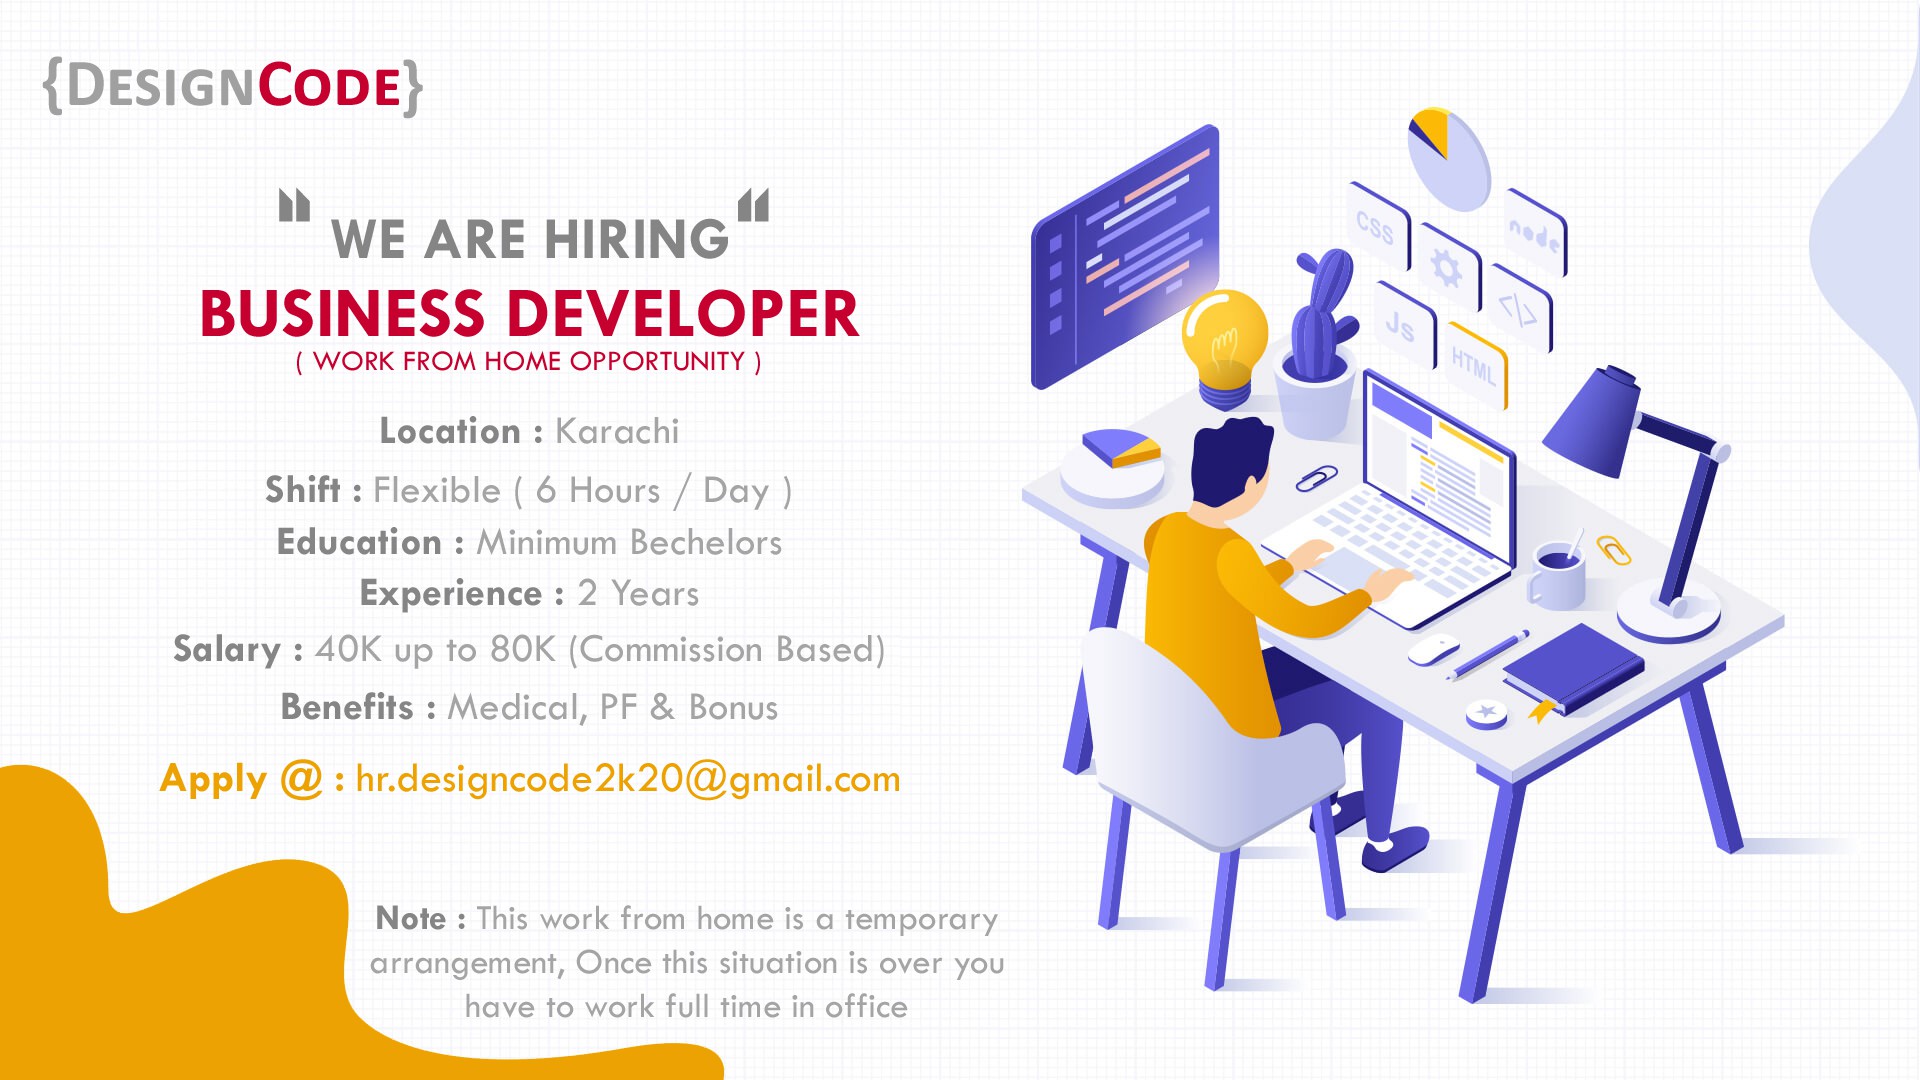 {DESIGNCODE}
" WE ARE HIRING "
BUSINESS DEVELOPER
( WORK FROM HOME OPPORTUNITY )
Location : Karachi
Shift : Flexible ( 6 Hours / Day )
Education : Minimum Bechelors
Experience : 2 Years
Salary : 40K up to 80K (Commission Based)
Benefits : Medical, PF & Bonus
Apply @ : hr.designcode2k20@gmail.com
Note : This work from home is a temporary
arrangement, Once this situation is over you
have to work full time in office
CSS
node
</>
Js
HTML